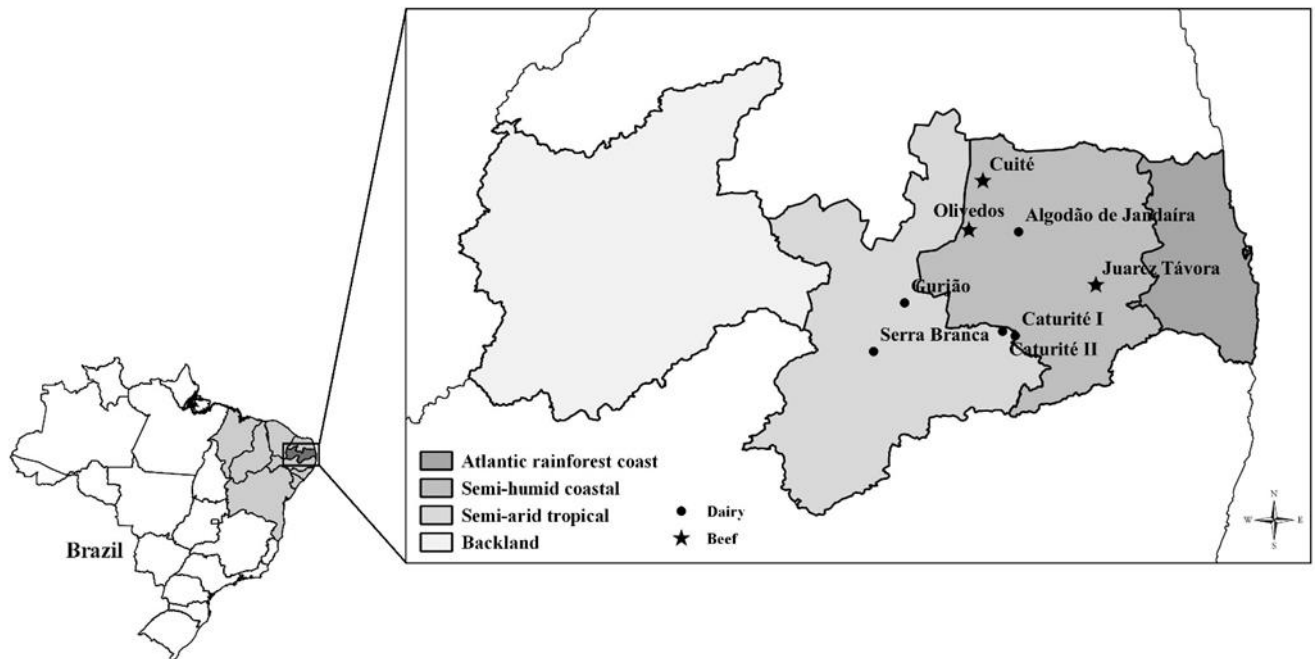 Cuité
Olivedos
Algodão de Jandaíra
Juarez Távora
Gurjão
Caturité I
Serra Branca
Caturité II
Atlantic rainforest coast
Semi-humid coastal
Semi-arid tropical
Backland
Dairy
Beef
N
W
E
S
Brazil